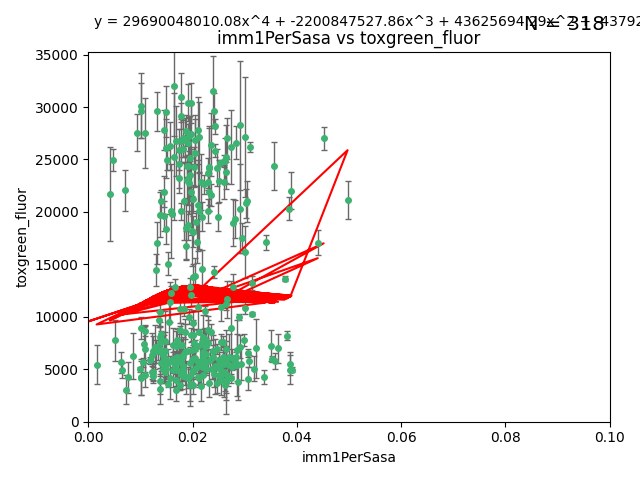 y = 29690048010.08x^4 + -2200847527.86x^3 + 43625694.
N = 318
imm1PerSasa vs toxgreen_fluor
35000
30000
25000
20000
15000
10000
5000
0
toxgreen_fluor
0.00 0.02 0.04 0.06 0.08 0.10
imm1PerSasa